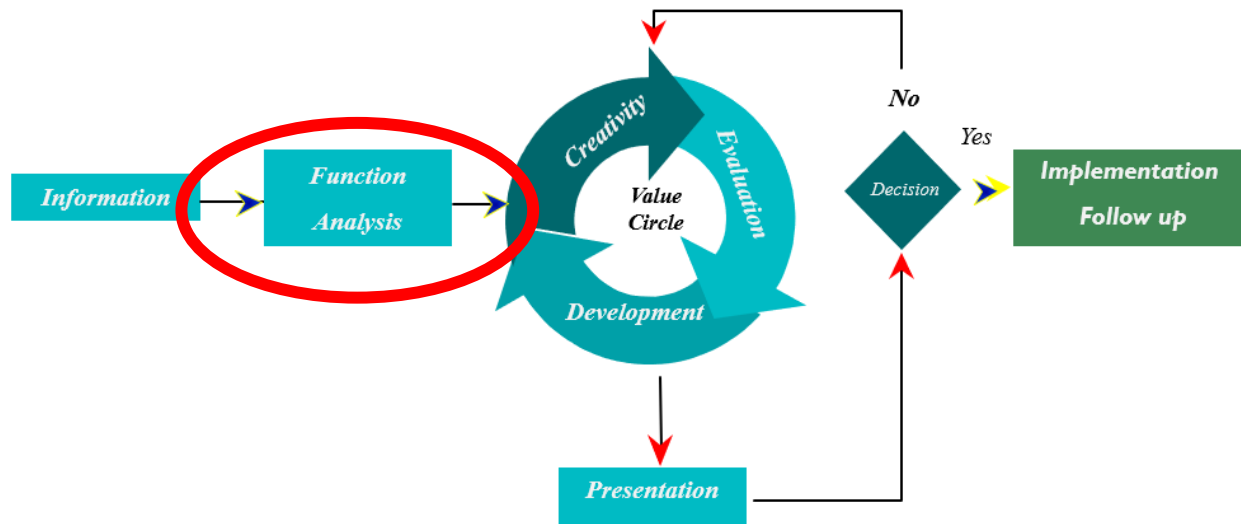 Information
Function
Analysis
Creativity
Evaluation
Development
Value
Circle
Presentation
Decision
No
Yes
Implementation
Follow up